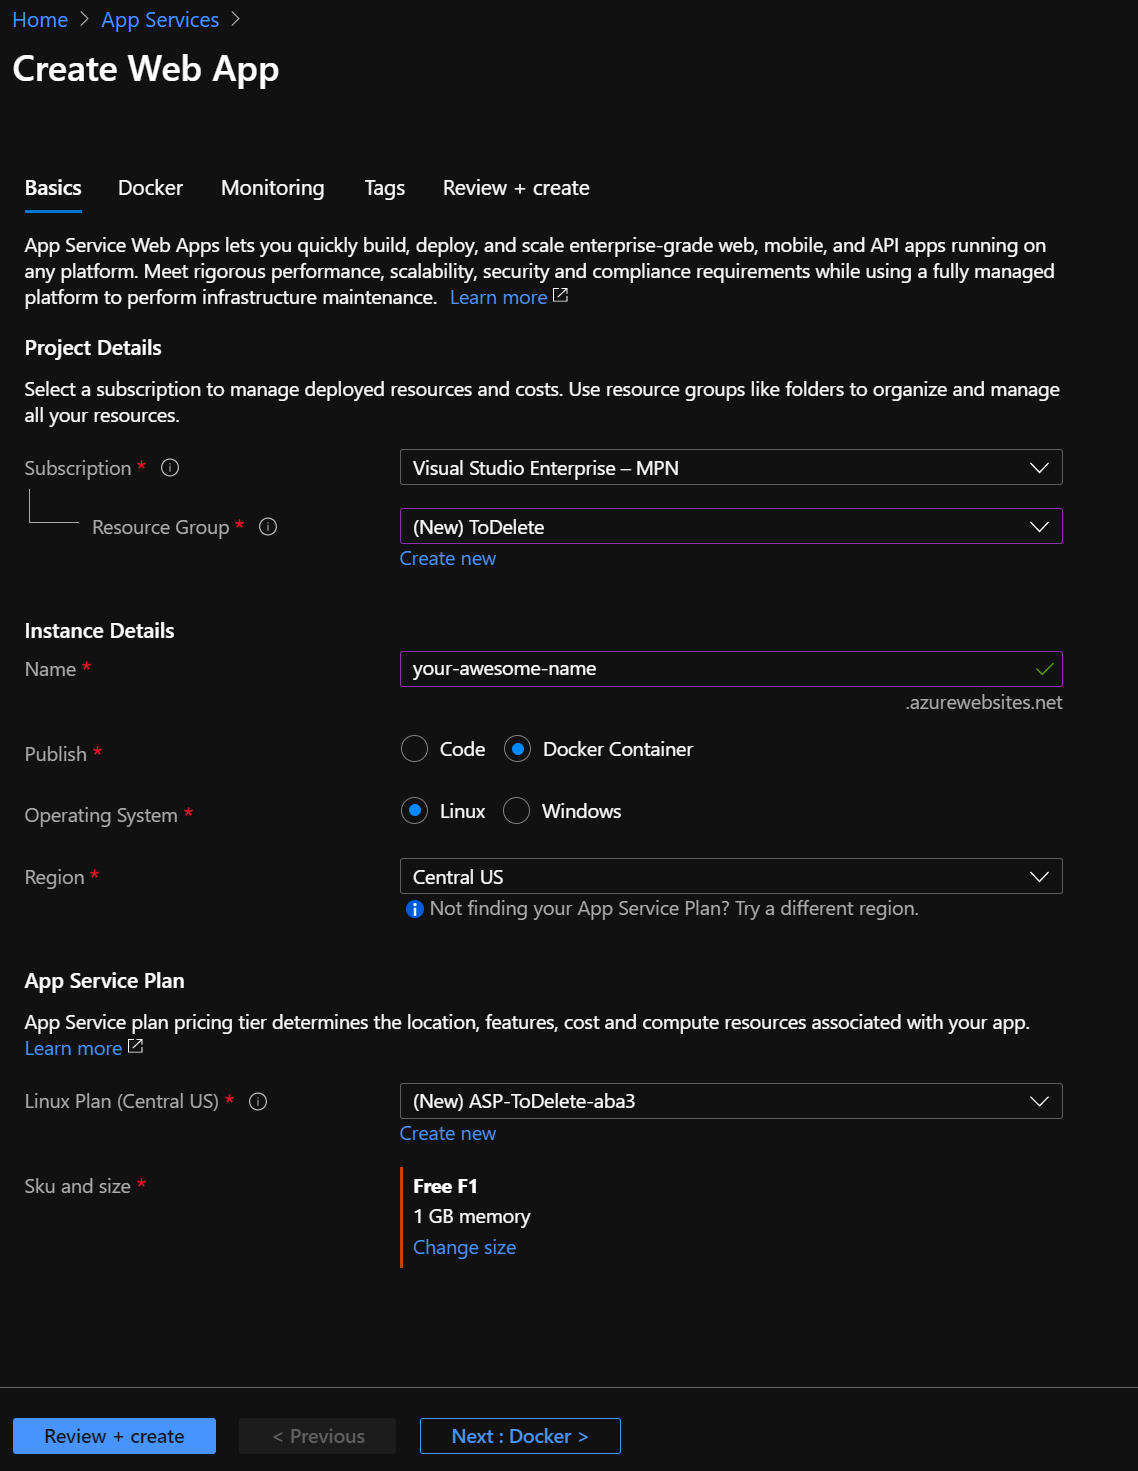 Home > App Services >
Create Web App
Basics Docker Monitoring Tags Review + create
App Service Web Apps lets you quickly build, deploy, and scale enterprise-grade web, mobile, and API apps running on
any platform. Meet rigorous performance, scalability, security and compliance requirements while using a fully managed
platform to perform infrastructure maintenance. Learn more
Project Details
Select a subscription to manage deployed resources and costs. Use resource groups like folders to organize and manage
all your resources.
Subscription * Visual Studio Enterprise – MPN
Resource Group * (New) ToDelete
Create new
Instance Details
Name * your-awesome-name
.azurewebsites.net
Publish * Code Docker Container
Operating System * Linux Windows
Region * Central US
Not finding your App Service Plan? Try a different region.
App Service Plan
App Service plan pricing tier determines the location, features, cost and compute resources associated with your app.
Learn more
Linux Plan (Central US) * (New) ASP-ToDelete-aba3
Create new
Sku and size * Free F1
1 GB memory
Change size
Review + create < Previous Next : Docker >